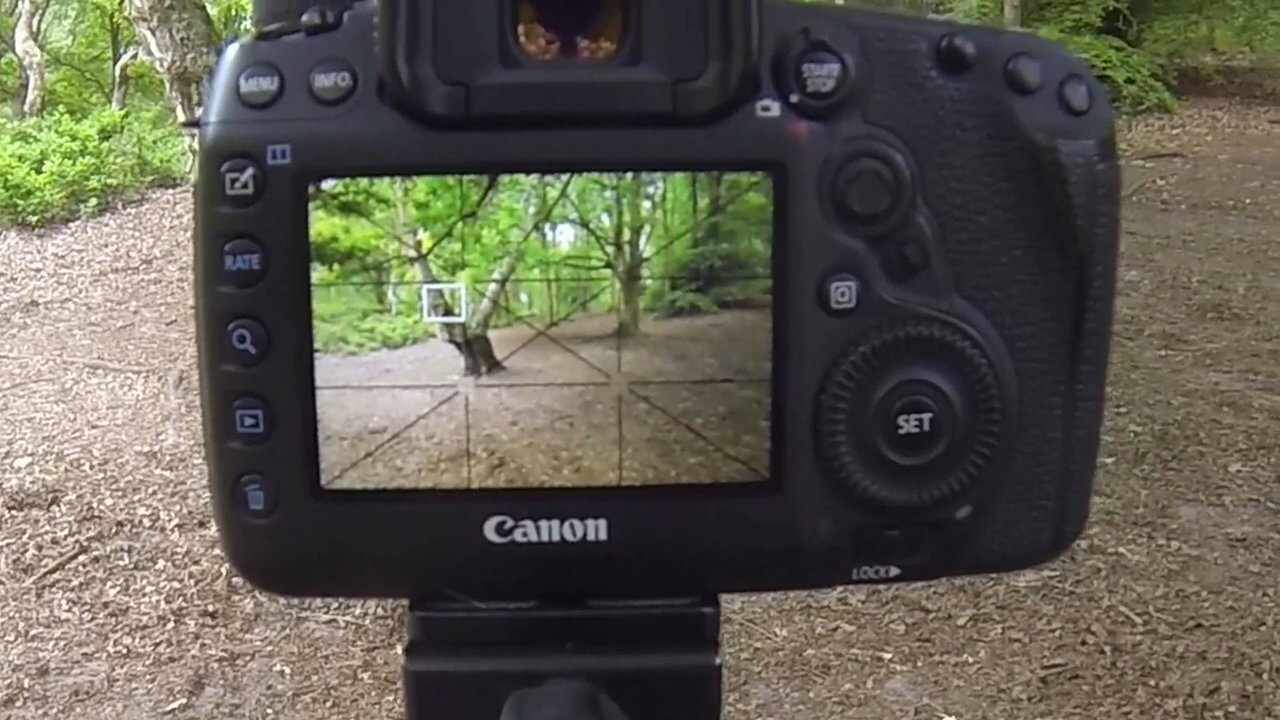 MENU
INFO
START
STOP
RATE
Q
SET
Canon
LOCK▶